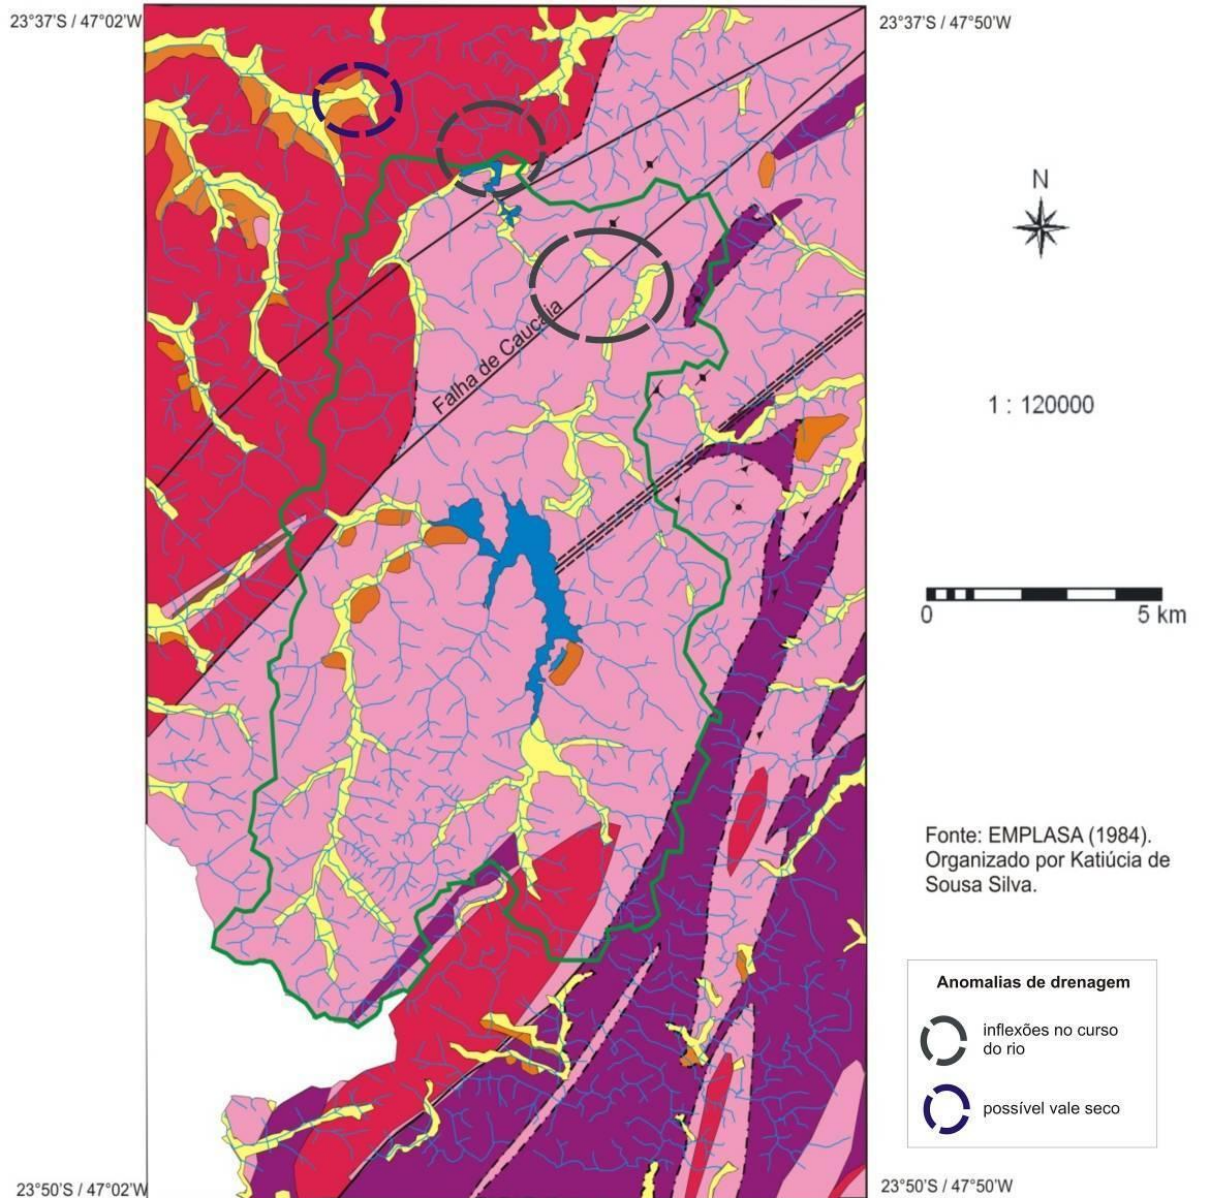 23°37'S / 47°02'W
23°37'S / 47°50'W
N
Falha de Caucaia
1 : 120000
0
5 km
Fonte: EMPLASA (1984).
Organizado por Katiúcia de
Sousa Silva.
Anomalias de drenagem
inflexões no curso
do rio
possível vale seco
23°50'S / 47°02'W
23°50'S / 47°50'W